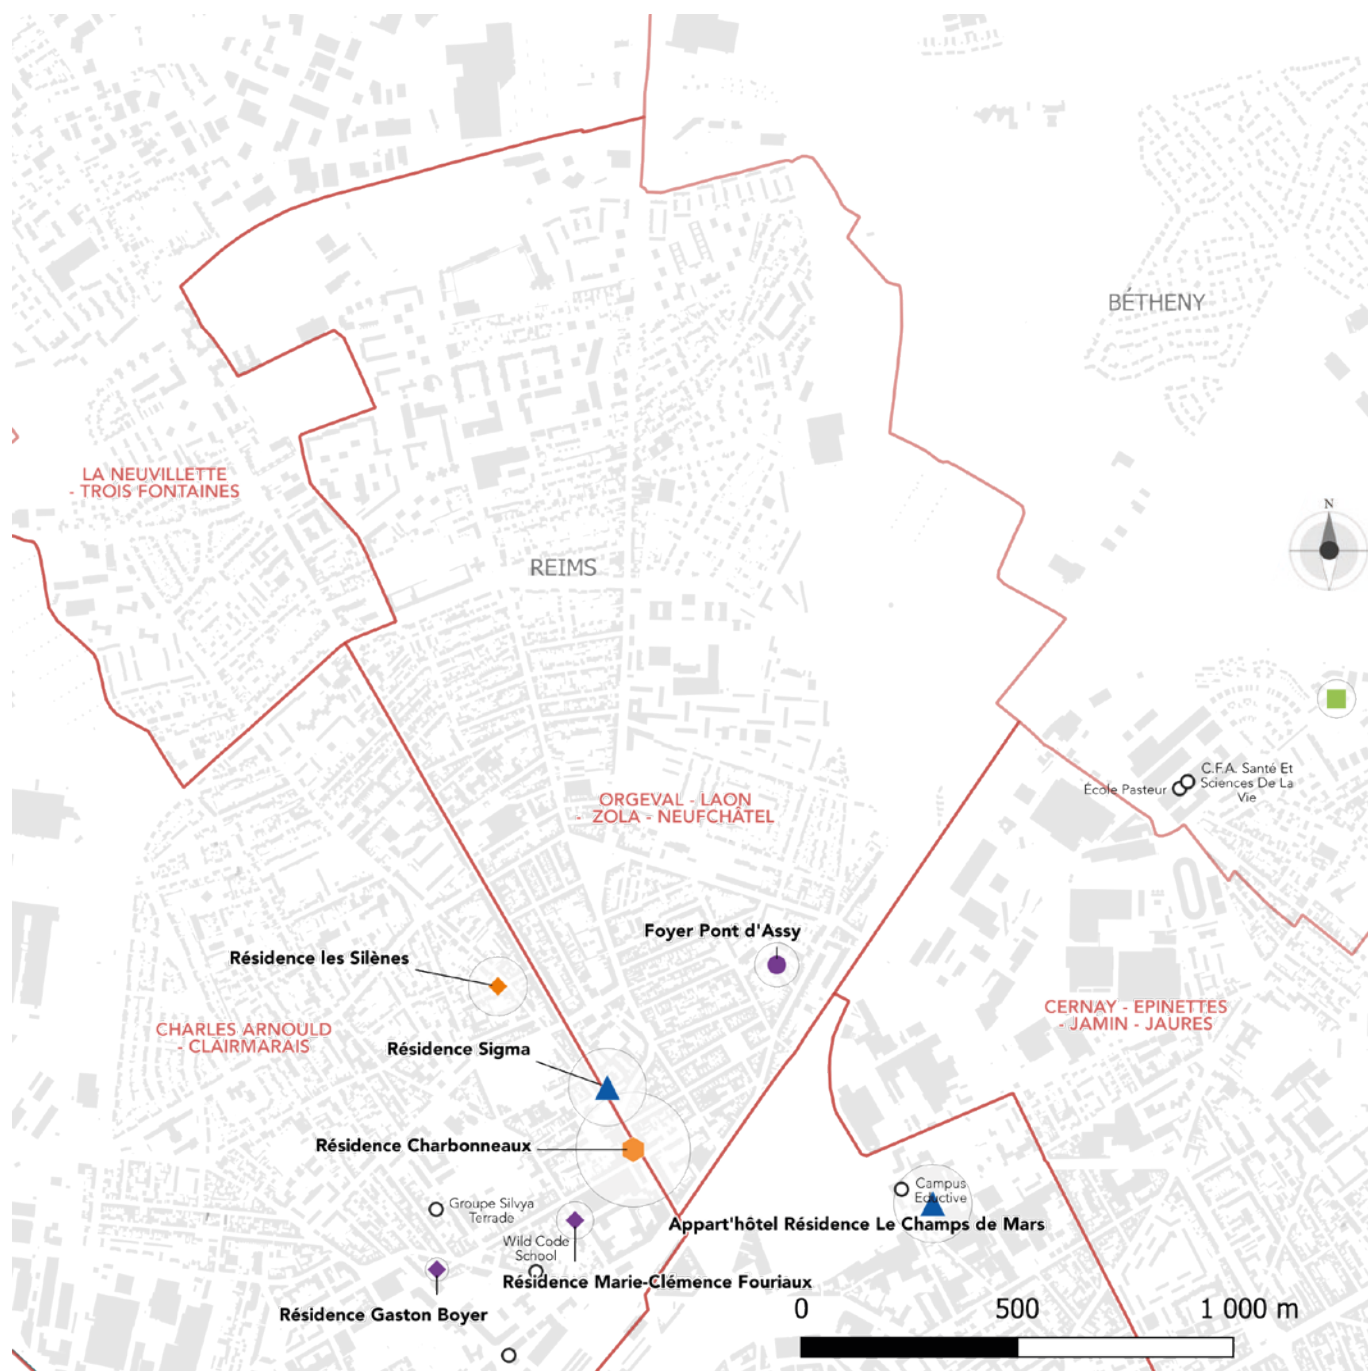 BÉTHENY
LA NEUVILLETTE
- TROIS FONTAINES
N
REIMS
C.F.A. Santé Et
Sciences De La
Vie
École Pasteur
ORGEVAL - LAON
- ZOLA - NEUFCHÂTEL
Foyer Pont d'Assy
Résidence les Silènes
CERNAY - EPINETTES
- JAMIN - JAURES
CHARLES ARNOULD
- CLAIRMARAIS
Résidence Sigma
Résidence Charbonneaux
Campus
Eductive
Groupe Silvya
Terrade
Appart'hôtel Résidence Le Champs de Mars
Wild Code
School
Résidence Marie-Clémence Fouriaux
Résidence Gaston Boyer
0 500 1 000 m